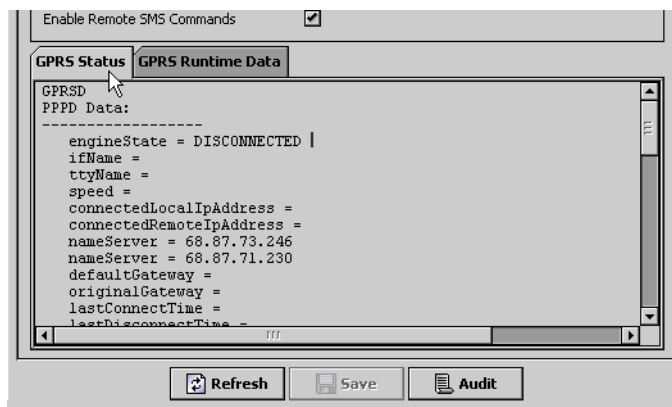 Enable Remote SMS Commands
GPRS Status GPRS Runtime Data
GPRSD
PPPD Data:
------------------
engineState = DISCONNECTED
ifName =
ttyName =
speed =
connectedLocalIpAddress =
connectedRemoteIpAddress =
nameServer = 68.87.73.246
nameServer = 68.87.71.230
defaultGateway =
originalGateway =
lastConnectTime =
lastDisconnectTime =
Refresh Save Audit